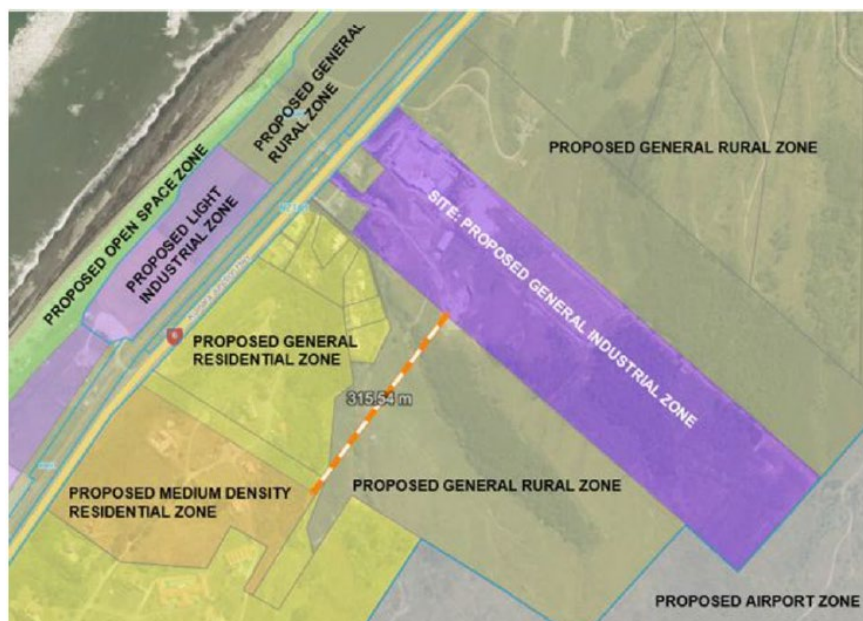 PROPOSED GENERAL
RURAL ZONE
PROPOSED GENERAL RURAL ZONE
PROPOSED OPEN SPACE ZONE
PROPOSED LIGHT
INDUSTRIAL ZONE
SITE: PROPOSED GENERAL INDUSTRIAL ZONE
PROPOSED GENERAL
RESIDENTIAL ZONE
315.54 m
PROPOSED MEDIUM DENSITY
RESIDENTIAL ZONE
PROPOSED GENERAL RURAL ZONE
PROPOSED AIRPORT ZONE